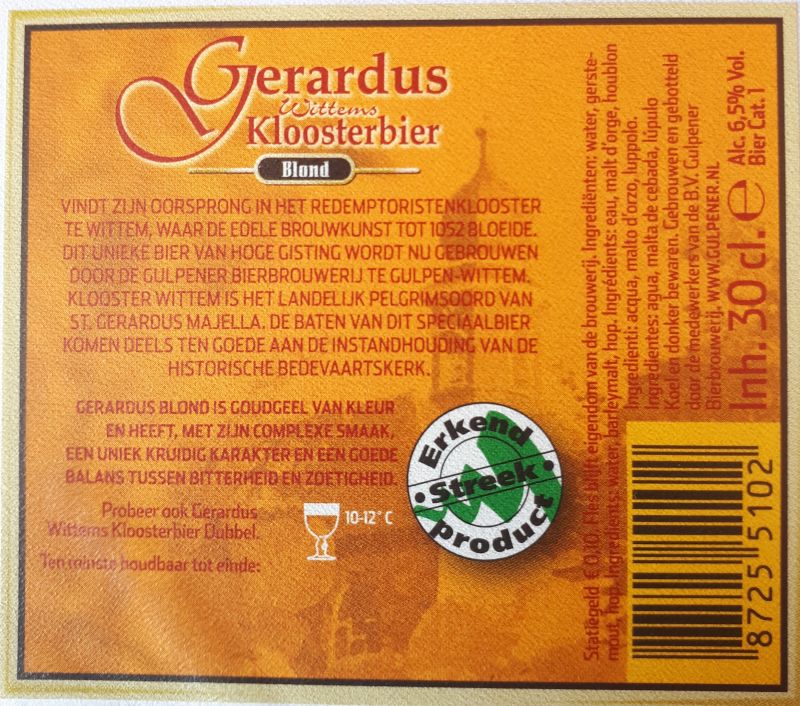 Gerardus
Wittems
Kloosterbier
Blond
VINDT ZIJN OORSPRONG IN HET REDEMPTORISTENKLOOSTER
TE WITTEM, WAAR DE EDELE BROUWKUNST TOT 1052 BLOEIDE.
DIT UNIEKE BIER VAN HOGE GISTING WORDT NU GEBROUWEN
DOOR DE GULPENER BIERBROUWERIJ TE GULPEN-WITTEM.
KLOOSTER WITTEM IS HET LANDELIJK PELGRIMSOORD VAN
ST. GERARDUS MAJELLA. DE BATEN VAN DIT SPECIAALBIER
KOMEN DEELS TEN GOEDE AAN DE INSTANDHOUDING VAN DE
HISTORISCHE BEDEVAARTSKERK.
GERARDUS BLOND IS GOUDGEEL VAN KLEUR
EN HEEFT, MET ZIJN COMPLEXE SMAAK,
EEN UNIEK KRUIDIG KARAKTER EN EEN GOEDE
BALANS TUSSEN BITTERHEID EN ZOETIGHEID.
Probeer ook Gerardus
Wittems Kloosterbier Dubbel.
Ten minste houdbaar tot einde:
10-12° C
Erkend
Streek
product
Statiegeld €0,10. Fles blijft eigendom van de brouwerij. Ingrediënten: water, gerste-
mout, hop. Ingredients: water, barleymalt, hop. Ingrédients: eau, malt d'orge, houblon
Ingredienti: acqua, malto d'orzo, luppolo.
Ingredientes: agua, malta de cebada, lúpulo
Koel en donker bewaren. Gebrouwen en gebotteld
door de medewerkers van de B.V. Gulpener
Bierbrouwerij. WWW.GULPENER.NL
Inh. 30 cl. e
Alc. 6,5% Vol.
Bier Cat. 1
8725 5102